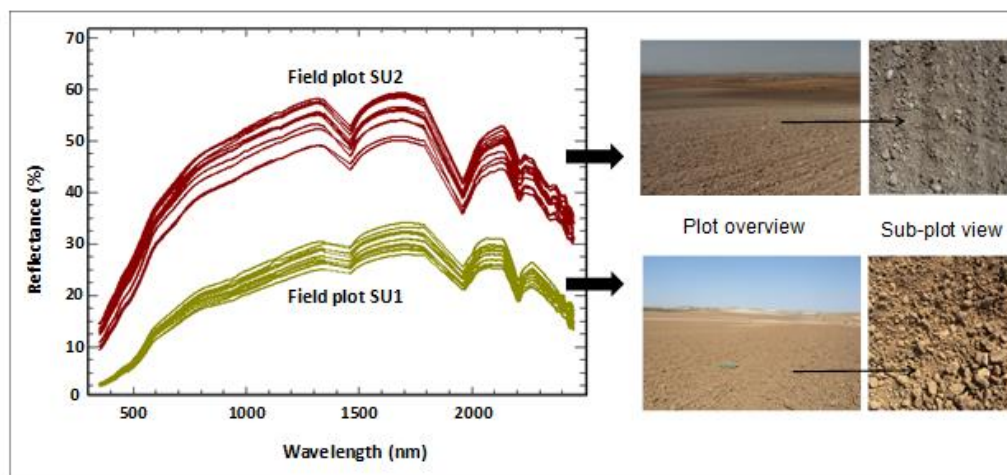 70
60
50
40
30
20
10
0
Reflectance (%)
Field plot SU2
Field plot SU1
500 1000 1500 2000
Wavelength (nm)
Plot overview
Sub-plot view